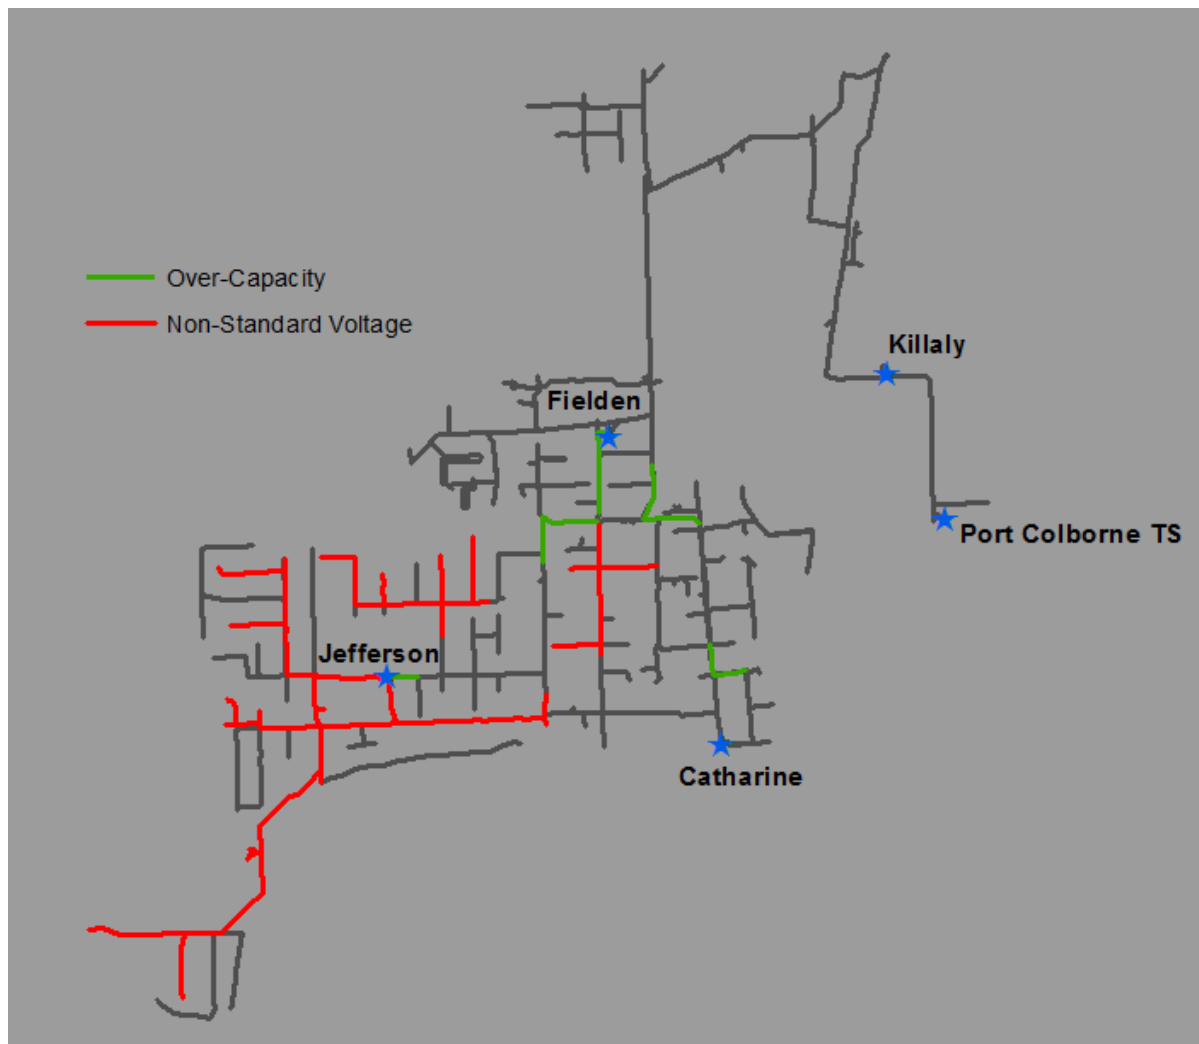 Over-Capacity
Non-Standard Voltage
Killaly
Fielden
Port Colborne TS
Jefferson
Catharine